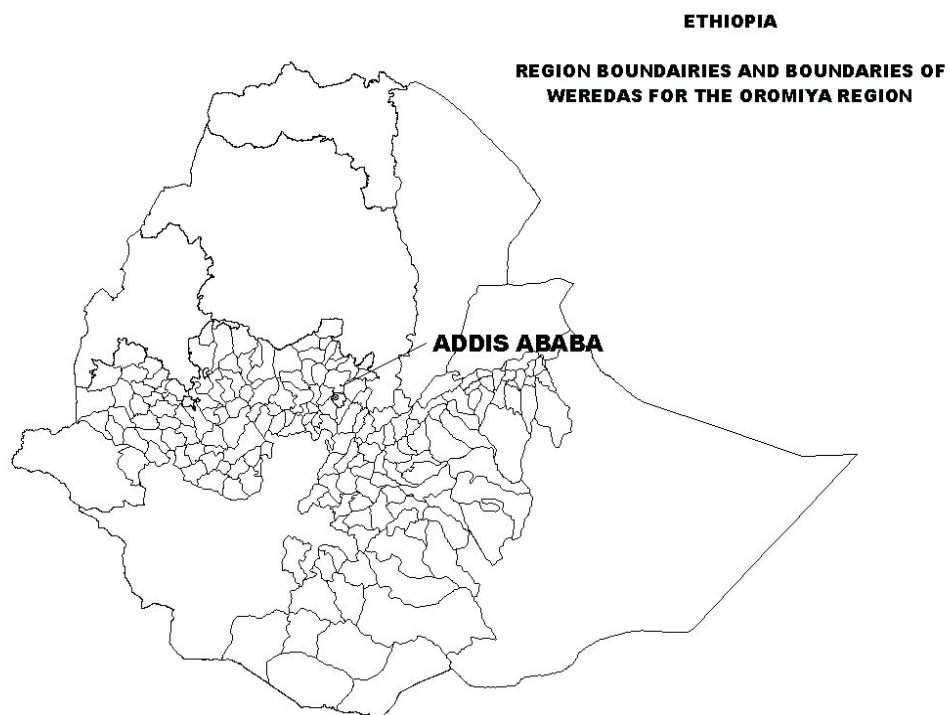 ETHIOPIA
REGION BOUNDAIRIES AND BOUNDARIES OF
WEREDAS FOR THE OROMIYA REGION
ADDIS ABABA